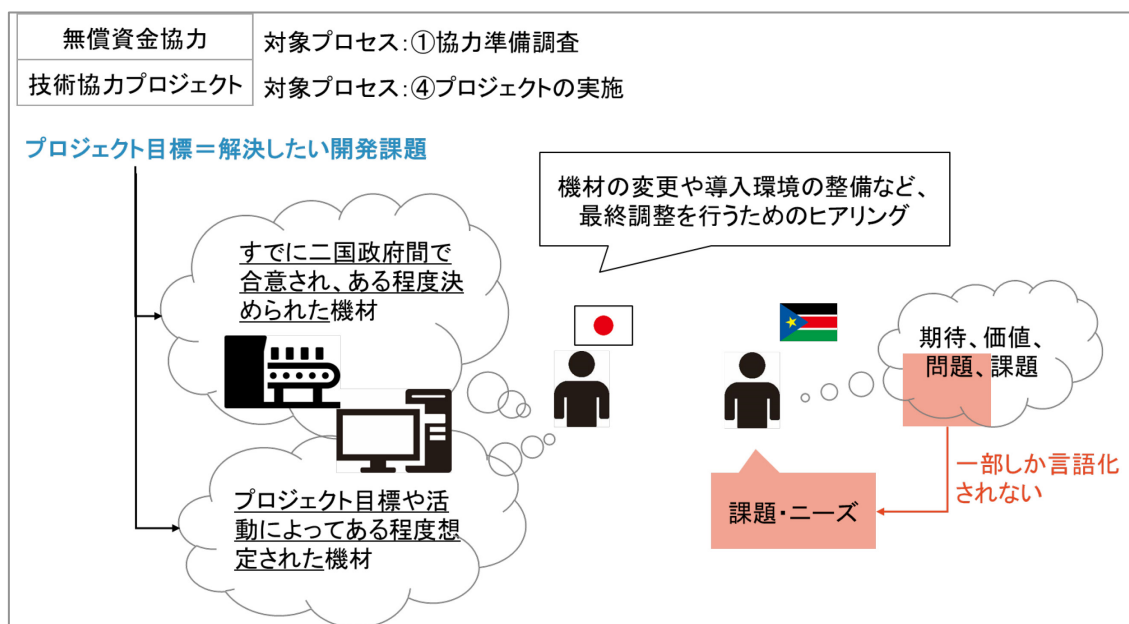 無償資金協力
対象プロセス:①協力準備調査
技術協力プロジェクト
対象プロセス:④プロジェクトの実施
プロジェクト目標＝解決したい開発課題
機材の変更や導入環境の整備など、
最終調整を行うためのヒアリング
すでに二国政府間で
合意され、ある程度決
められた機材
期待、価値、
問題、課題
一部しか言語化
されない
課題・ニーズ
プロジェクト目標や活
動によってある程度想
定された機材